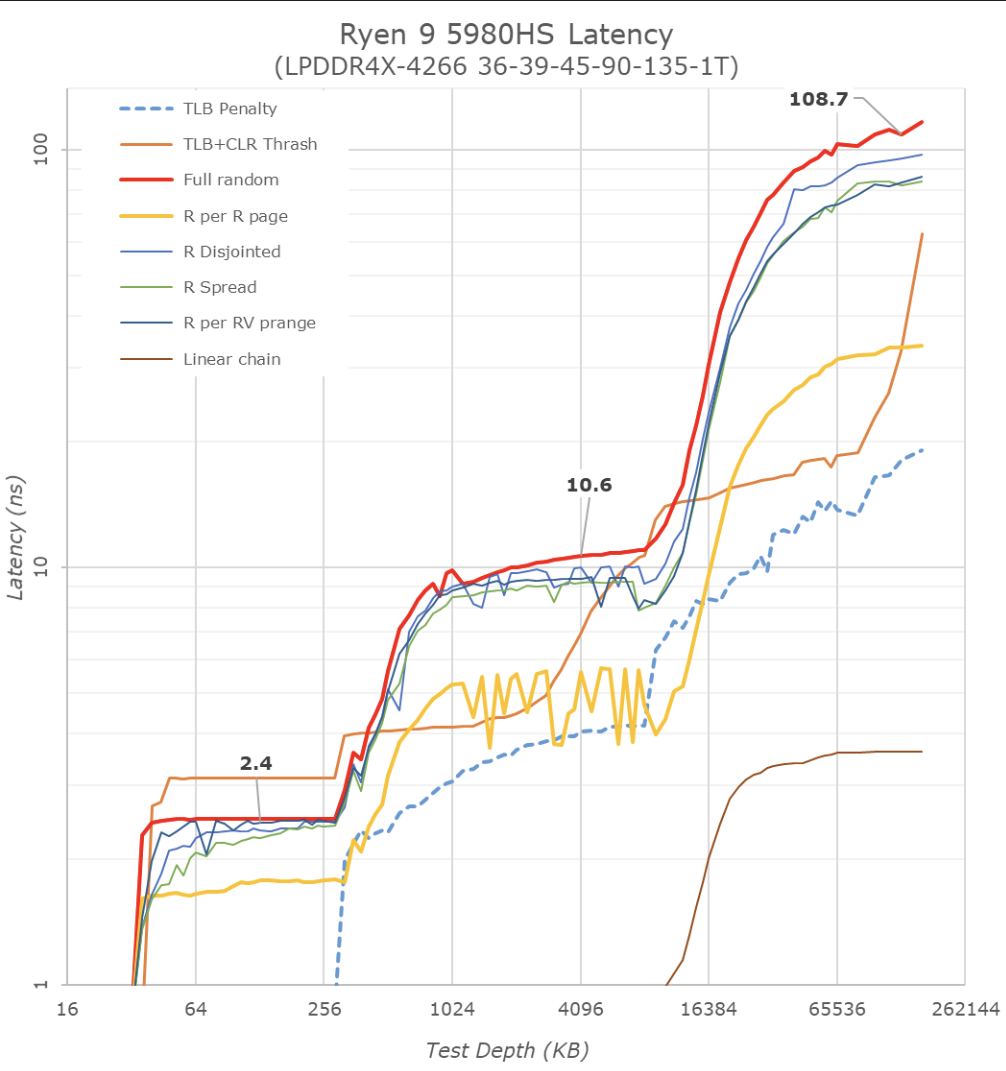 Ryen 9 5980HS Latency
(LPDDR4X-4266 36-39-45-90-135-1T)
108.7
TLB Penalty
TLB+CLR Thrash
Full random
R per R page
R Disjointed
R Spread
R per RV prange
Linear chain
100
10.6
10
2.4
1
Latency (ns)
16 64 256 1024 4096 16384 65536 262144
Test Depth (KB)